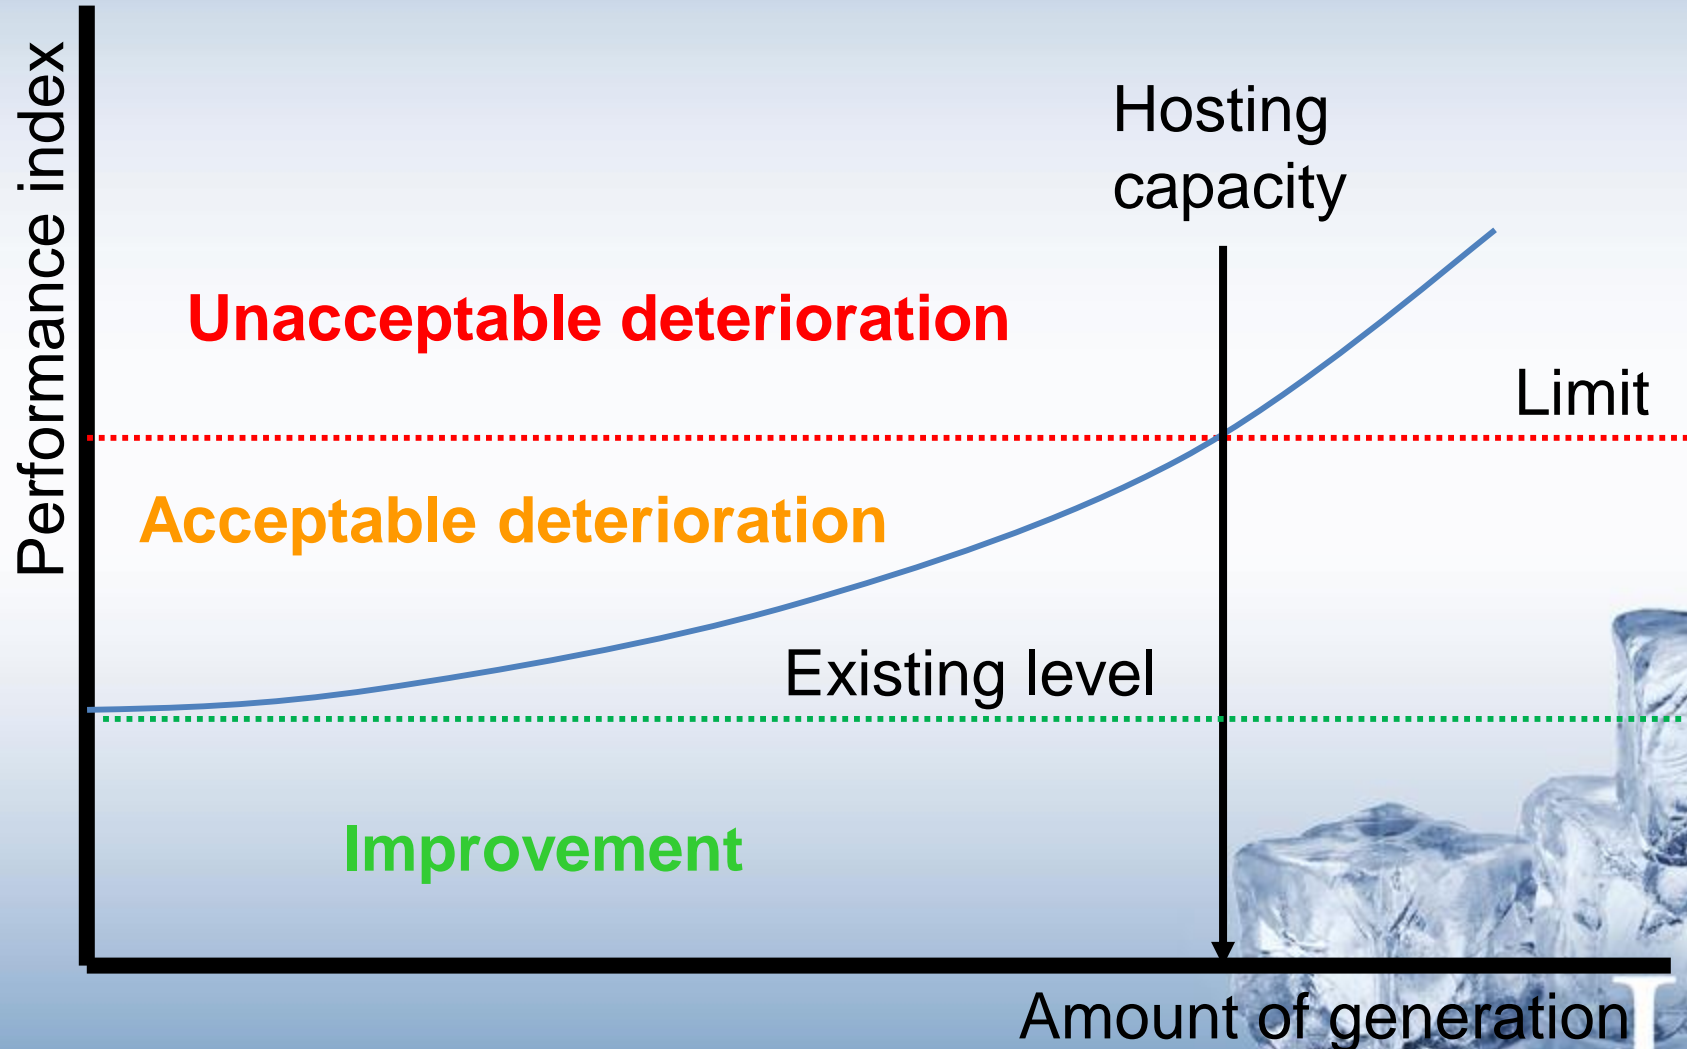 Performance index
Hosting
capacity
Unacceptable deterioration
Limit
Acceptable deterioration
Existing level
Improvement
Amount of generation